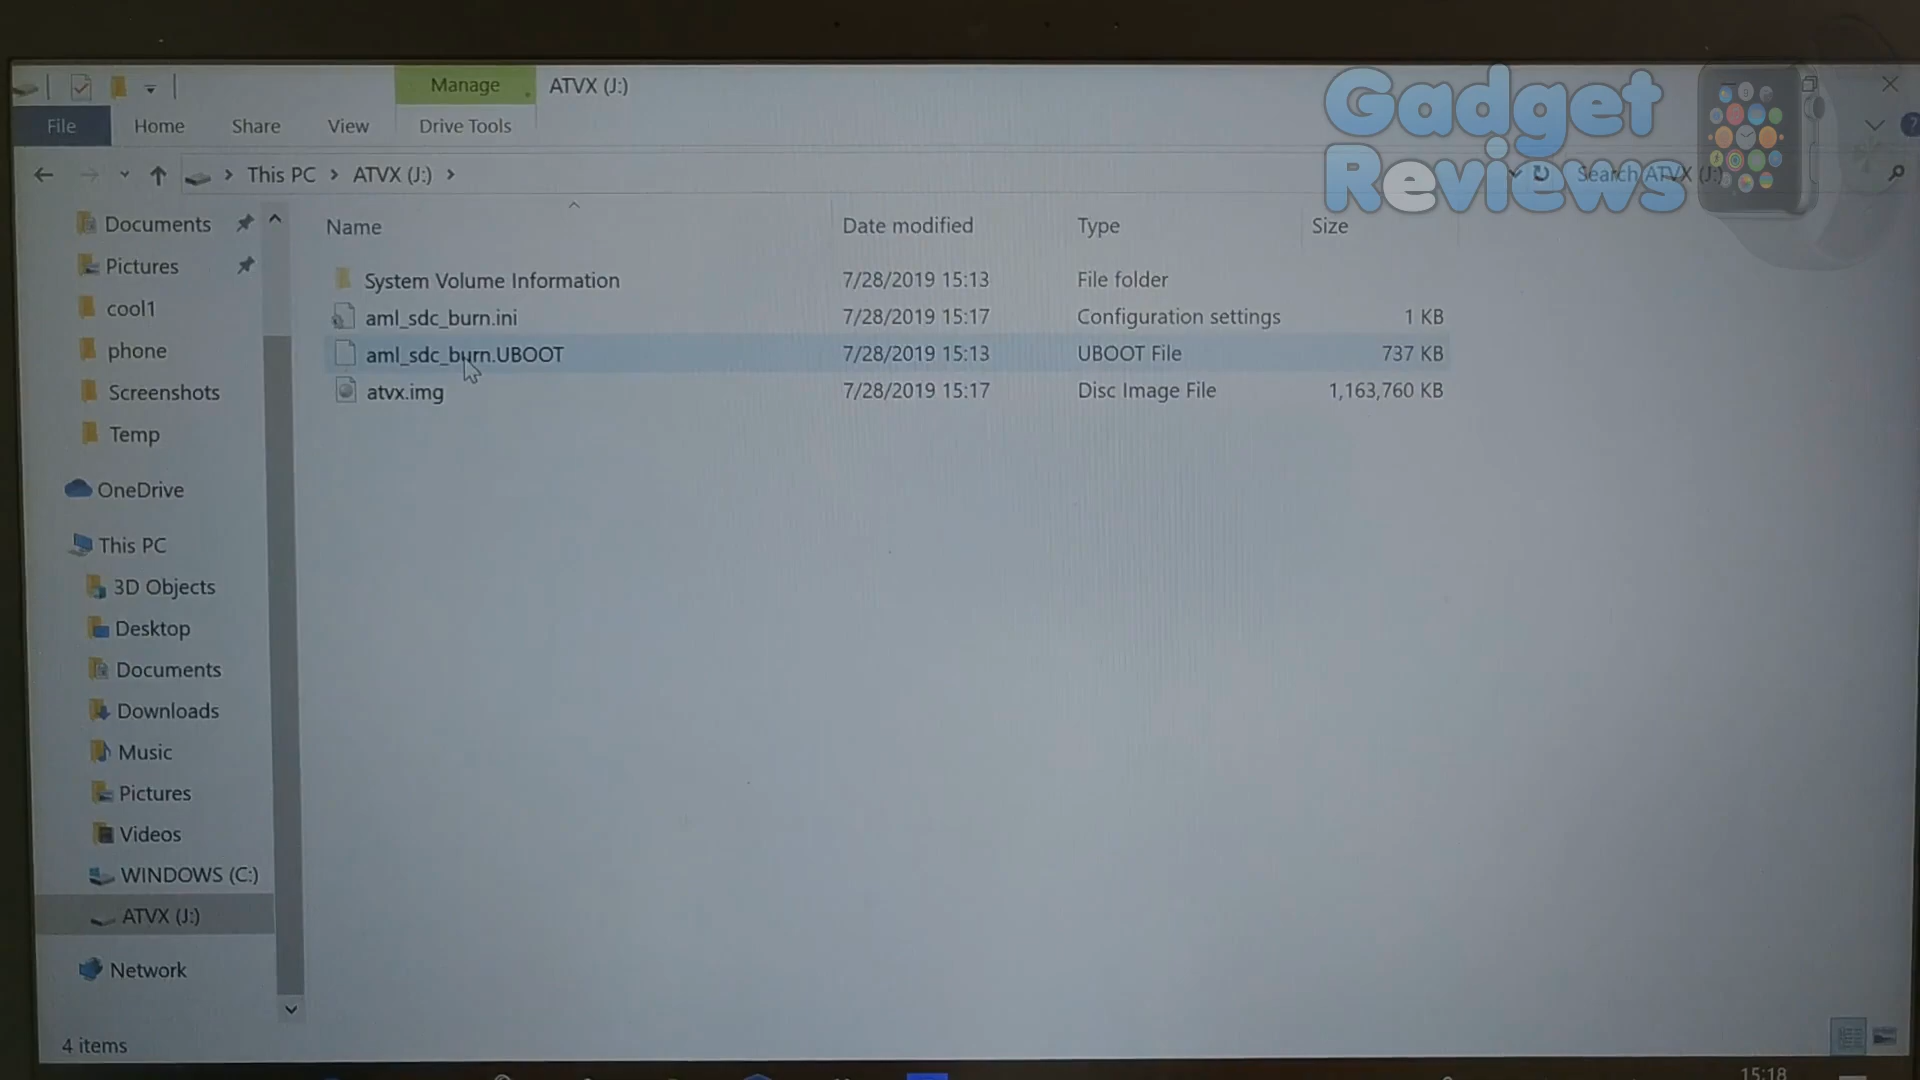 Manage ATVX (J:)
File Home Share View Drive Tools
This PC ATVX (J:) Search ATVX (J:)
Gadget
Reviews
Name Date modified Type Size
System Volume Information 7/28/2019 15:13 File folder
aml_sdc_burn.ini 7/28/2019 15:17 Configuration settings 1 KB
aml_sdc_burn.UBOOT 7/28/2019 15:13 UBOOT File 737 KB
atvx.img 7/28/2019 15:17 Disc Image File 1,163,760 KB
Documents
Pictures
cool1
phone
Screenshots
Temp
OneDrive
This PC
3D Objects
Desktop
Documents
Downloads
Music
Pictures
Videos
WINDOWS (C:)
ATVX (J:)
Network
4 items
15:18